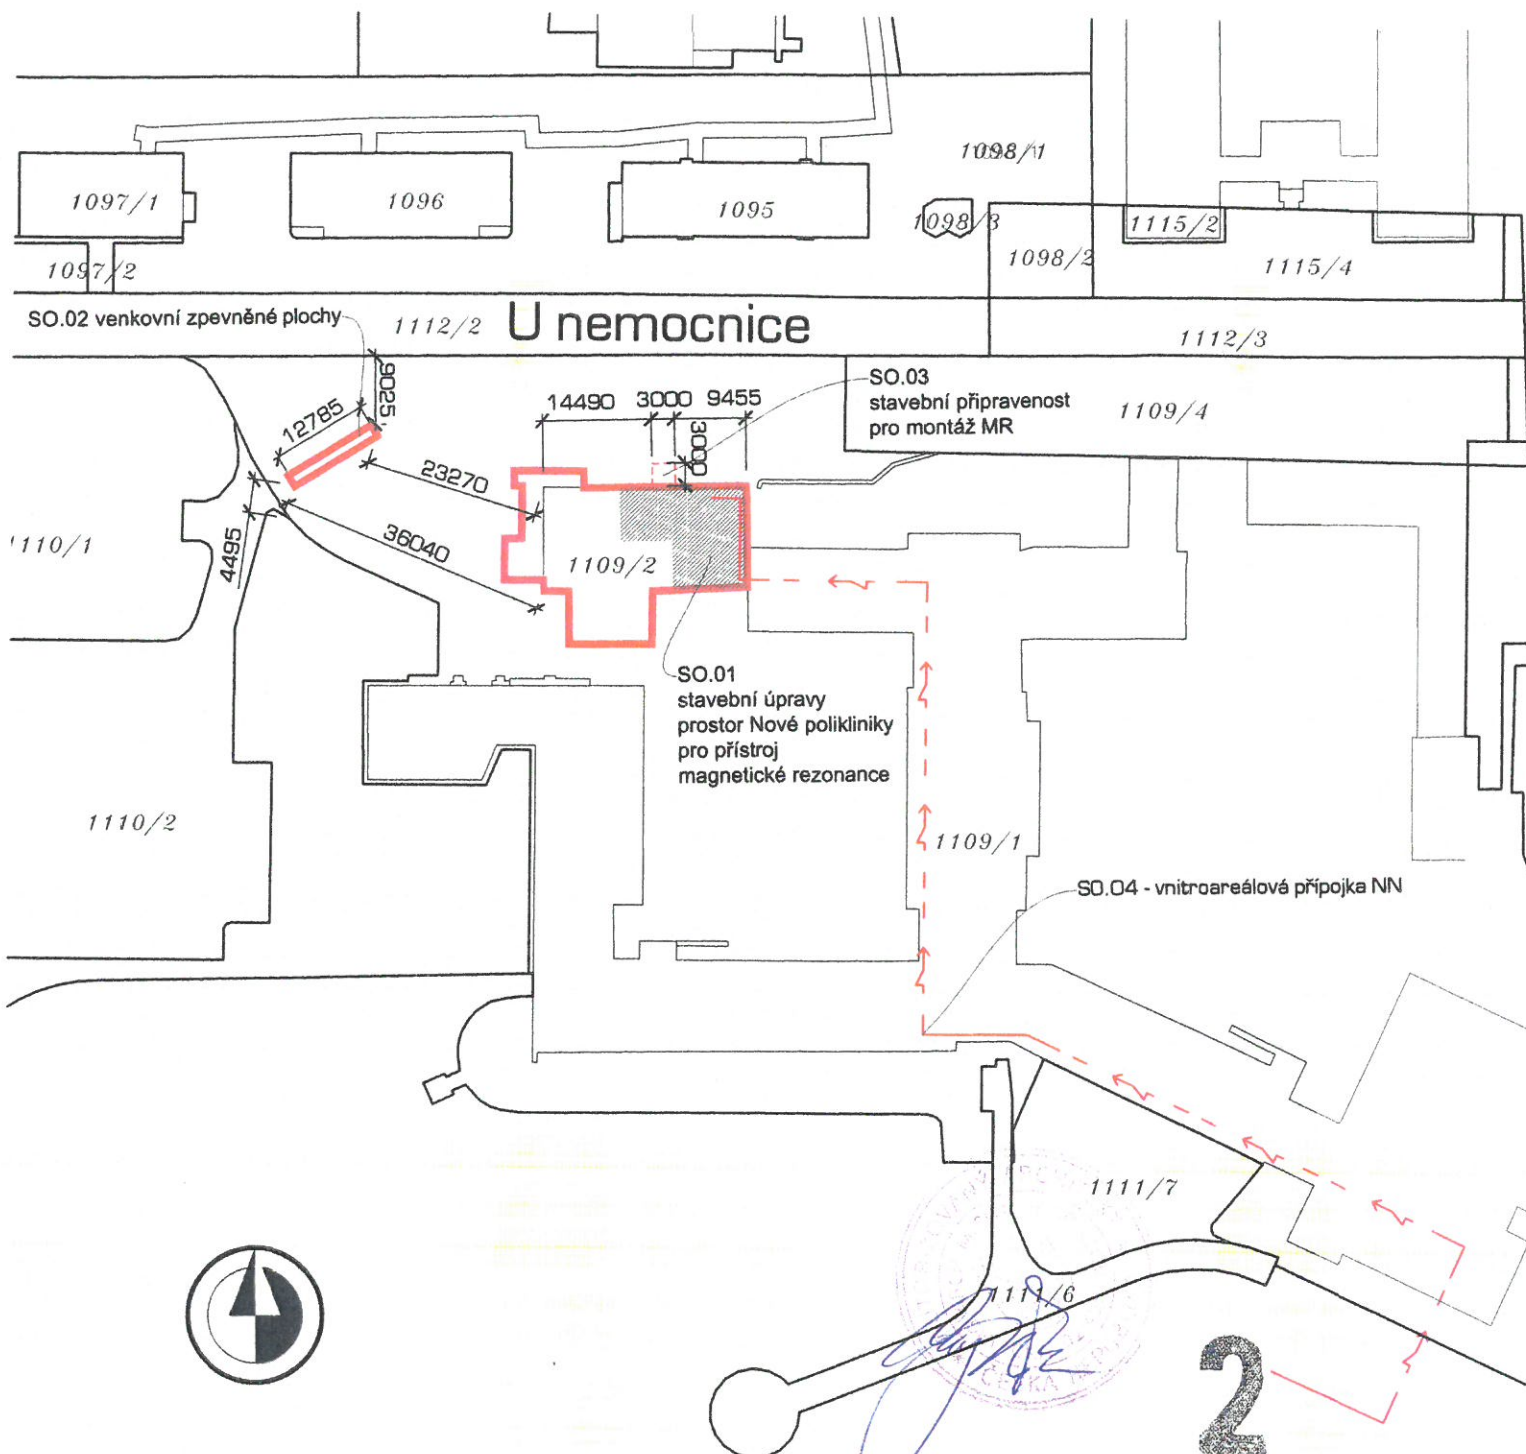 1098/1
1097/1
1096
1095
1098/3
1115/2
1097/2
1098/2
1115/4
SO.02 venkovní zpevněné plochy
1112/2
U nemocnice
1112/3
9025
SO.03
stavební připravenost
pro montáž MR
14490
3000
9455
1109/4
12785
3000
23270
36040
4495
1110/1
1109/2
SO.01
stavební úpravy
prostor Nové polikliniky
pro přístroj
magnetické rezonance
1110/2
1109/1
SO.04 - vnitroareálová přípojka NN
1111/7
1111/6
2